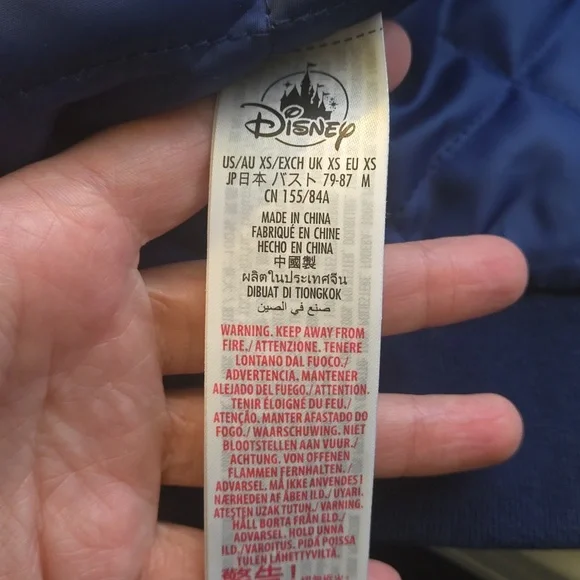 DISNEY
US/AU XS/EXCH UK XS EU XS
JP日本 バスト 79-87 M
CN 155/84A
MADE IN CHINA
FABRIQUÉ EN CHINE
HECHO EN CHINA
中國製
ผลิตในประเทศจีน
DIBUAT DI TIONGKOK
صنع في الصين
WARNING. KEEP AWAY FROM
FIRE./ ATTENZIONE. TENERE
LONTANO DAL FUOCO./
ADVERTENCIA. MANTENER
ALEJADO DEL FUEGO./ ATTENTION.
TENIR ÉLOIGNÉ DU FEU./
ATENÇÃO. MANTER AFASTADO DO
FOGO./ WAARSCHUWING. NIET
BLOOTSTELLEN AAN VUUR./
ACHTUNG. VON OFFENEN
FLAMMEN FERNHALTEN./
ADVARSEL. MÅ IKKE ANVENDES I
NÆRHEDEN AF ÅBEN ILD./ UYARI.
ATEŞTEN UZAK TUTUN./ VARNING.
HÅLL BORTA FRÅN ELD./
ADVARSEL. HOLD UNNA
ILD./ VAROITUS. PIDÄ POISSA
TULEN LÄHETTYVILTÄ.
警告!